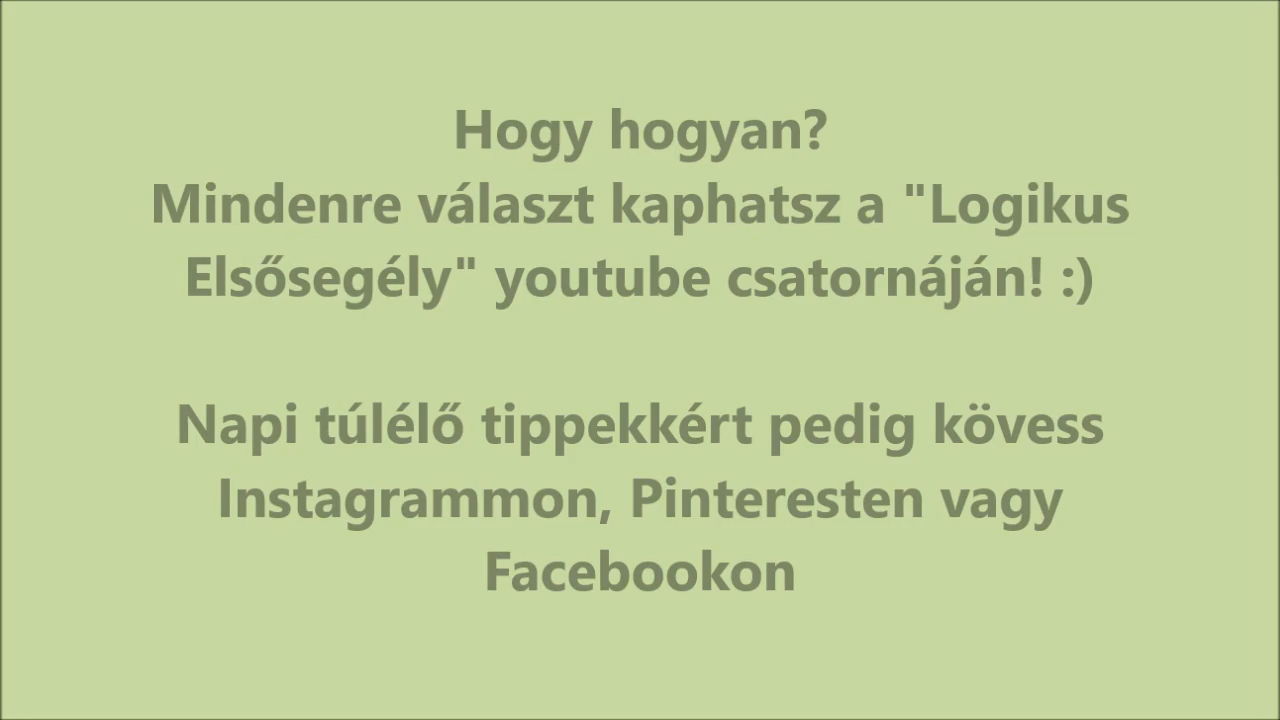 Hogy hogyan?
Mindenre választ kaphatsz a "Logikus
Elsősegély" youtube csatornáján! :)
Napi túlélő tippekkért pedig kövess
Instagrammon, Pinteresten vagy
Facebookon